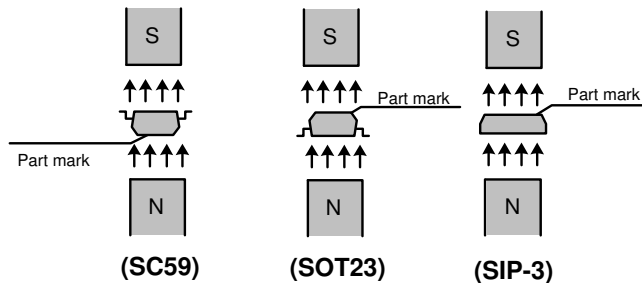 S
S
S
Part mark
Part mark
Part mark
N
N
N
(SC59)
(SOT23)
(SIP-3)